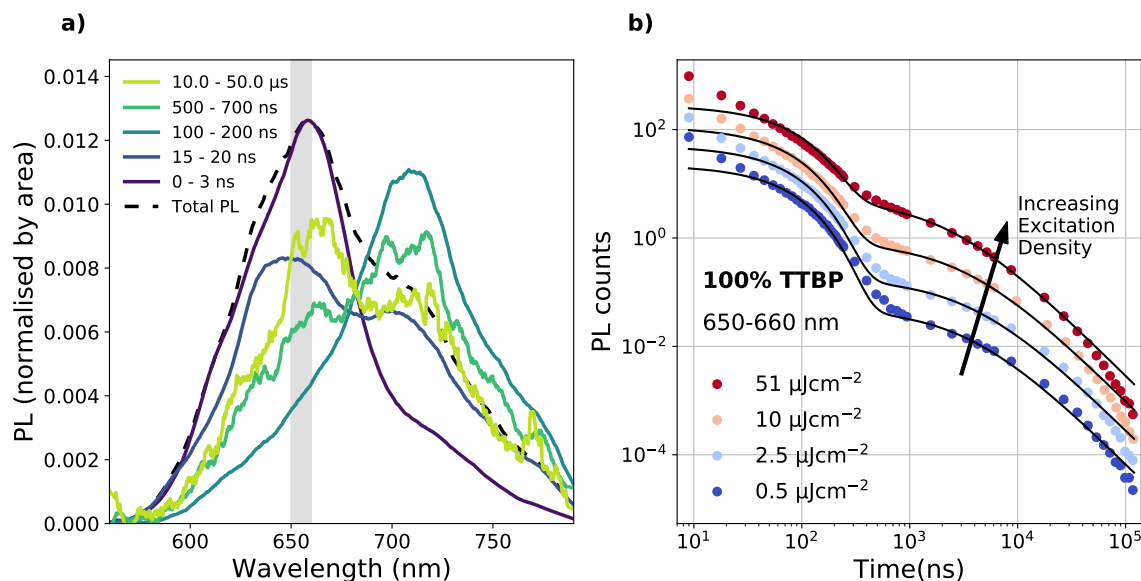 a)
0.014
0.012
0.010
0.008
0.006
0.004
0.002
0.000
PL (normalised by area)
10.0 - 50.0 μs
500 - 700 ns
100 - 200 ns
15 - 20 ns
0 - 3 ns
Total PL
600
650
700
750
Wavelength (nm)
b)
10²
10⁰
10⁻²
10⁻⁴
PL counts
Increasing
Excitation
Density
100% TTBP
650-660 nm
51 μJcm⁻²
10 μJcm⁻²
2.5 μJcm⁻²
0.5 μJcm⁻²
10¹
10²
10³
10⁴
10⁵
Time(ns)